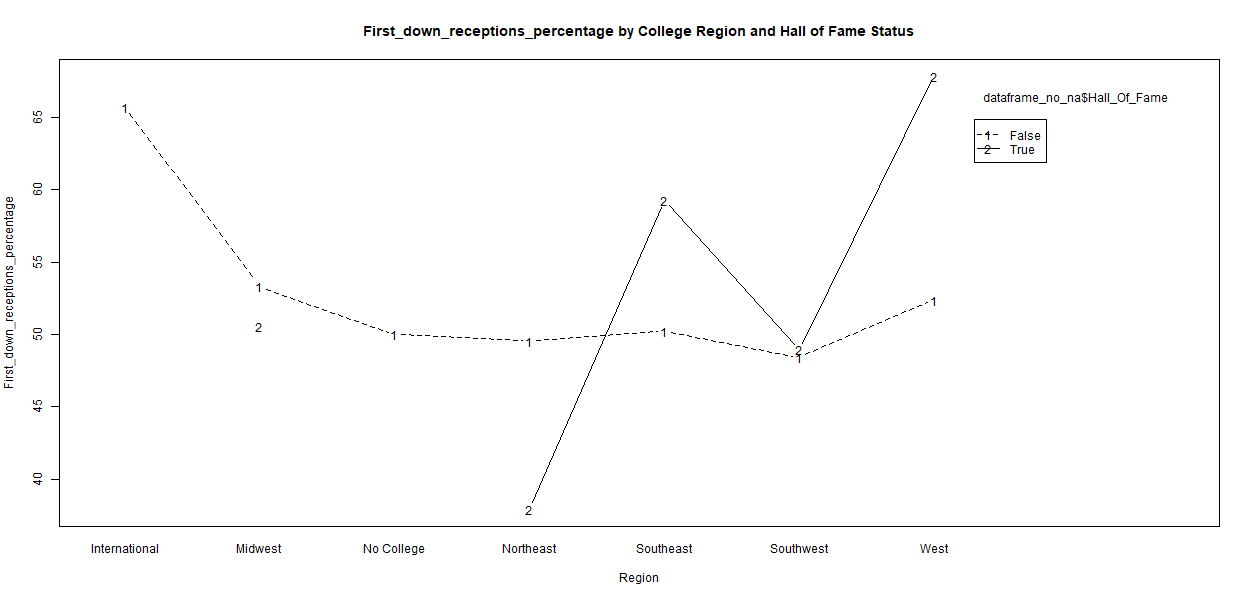 First_down_receptions_percentage by College Region and Hall of Fame Status
First_down_receptions_percentage
65
60
55
50
45
40
1
1
2
1
1
2
1
2
1
2
1
2
dataframe_no_na$Hall_Of_Fame
1 False
2 True
International
Midwest
No College
Northeast
Southeast
Southwest
West
Region